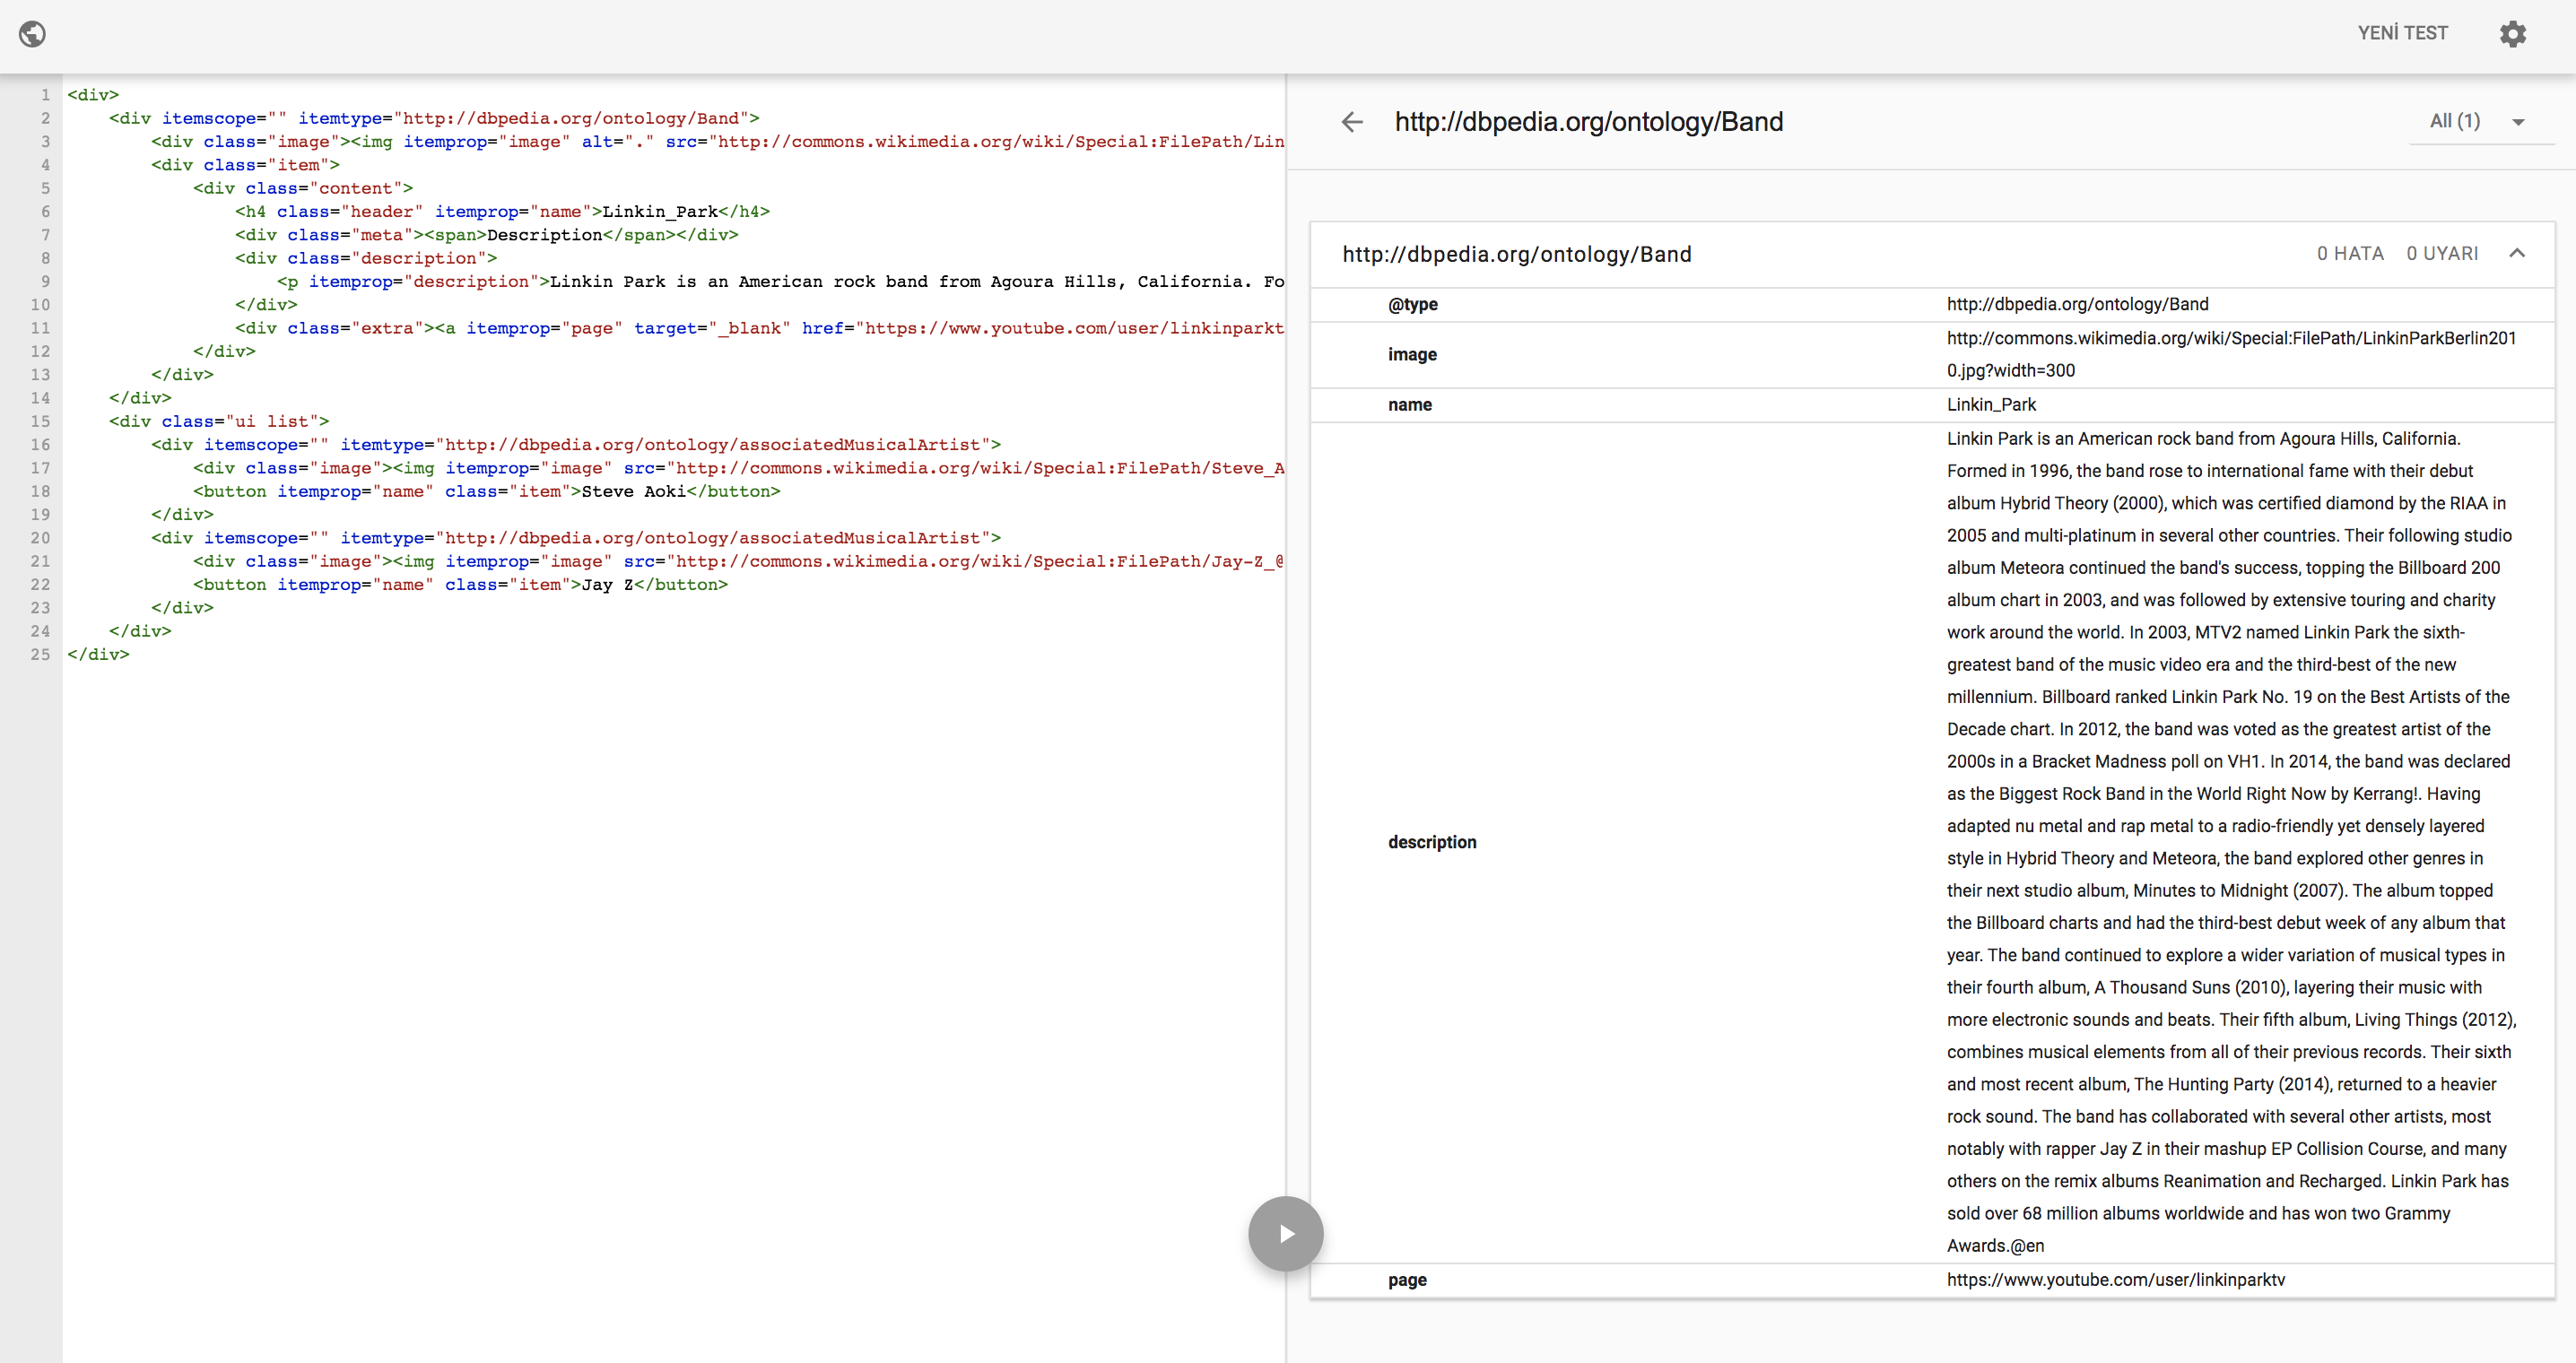 YENİ TEST
1 <div>
2 <div itemscope="" itemtype="http://dbpedia.org/ontology/Band">
3 <div class="image"><img itemprop="image" alt="." src="http://commons.wikimedia.org/wiki/Special:FilePath/Lin
4 <div class="item">
5 <div class="content">
6 <h4 class="header" itemprop="name">Linkin_Park</h4>
7 <div class="meta"><span>Description</span></div>
8 <div class="description">
9 <p itemprop="description">Linkin Park is an American rock band from Agoura Hills, California. Fo
10 </div>
11 <div class="extra"><a itemprop="page" target="_blank" href="https://www.youtube.com/user/linkinparkt
12 </div>
13 </div>
14 </div>
15 <div class="ui list">
16 <div itemscope="" itemtype="http://dbpedia.org/ontology/associatedMusicalArtist">
17 <div class="image"><img itemprop="image" src="http://commons.wikimedia.org/wiki/Special:FilePath/Steve_A
18 <button itemprop="name" class="item">Steve Aoki</button>
19 </div>
20 <div itemscope="" itemtype="http://dbpedia.org/ontology/associatedMusicalArtist">
21 <div class="image"><img itemprop="image" src="http://commons.wikimedia.org/wiki/Special:FilePath/Jay-Z_@
22 <button itemprop="name" class="item">Jay Z</button>
23 </div>
24 </div>
25 </div>
http://dbpedia.org/ontology/Band
All (1)
http://dbpedia.org/ontology/Band 0 HATA 0 UYARI
@type http://dbpedia.org/ontology/Band
image http://commons.wikimedia.org/wiki/Special:FilePath/LinkinParkBerlin201
0.jpg?width=300
name Linkin_Park
description
Linkin Park is an American rock band from Agoura Hills, California.
Formed in 1996, the band rose to international fame with their debut
album Hybrid Theory (2000), which was certified diamond by the RIAA in
2005 and multi-platinum in several other countries. Their following studio
album Meteora continued the band's success, topping the Billboard 200
album chart in 2003, and was followed by extensive touring and charity
work around the world. In 2003, MTV2 named Linkin Park the sixth-
greatest band of the music video era and the third-best of the new
millennium. Billboard ranked Linkin Park No. 19 on the Best Artists of the
Decade chart. In 2012, the band was voted as the greatest artist of the
2000s in a Bracket Madness poll on VH1. In 2014, the band was declared
as the Biggest Rock Band in the World Right Now by Kerrang!. Having
adapted nu metal and rap metal to a radio-friendly yet densely layered
style in Hybrid Theory and Meteora, the band explored other genres in
their next studio album, Minutes to Midnight (2007). The album topped
the Billboard charts and had the third-best debut week of any album that
year. The band continued to explore a wider variation of musical types in
their fourth album, A Thousand Suns (2010), layering their music with
more electronic sounds and beats. Their fifth album, Living Things (2012),
combines musical elements from all of their previous records. Their sixth
and most recent album, The Hunting Party (2014), returned to a heavier
rock sound. The band has collaborated with several other artists, most
notably with rapper Jay Z in their mashup EP Collision Course, and many
others on the remix albums Reanimation and Recharged. Linkin Park has
sold over 68 million albums worldwide and has won two Grammy
Awards.@en
page https://www.youtube.com/user/linkinparktv